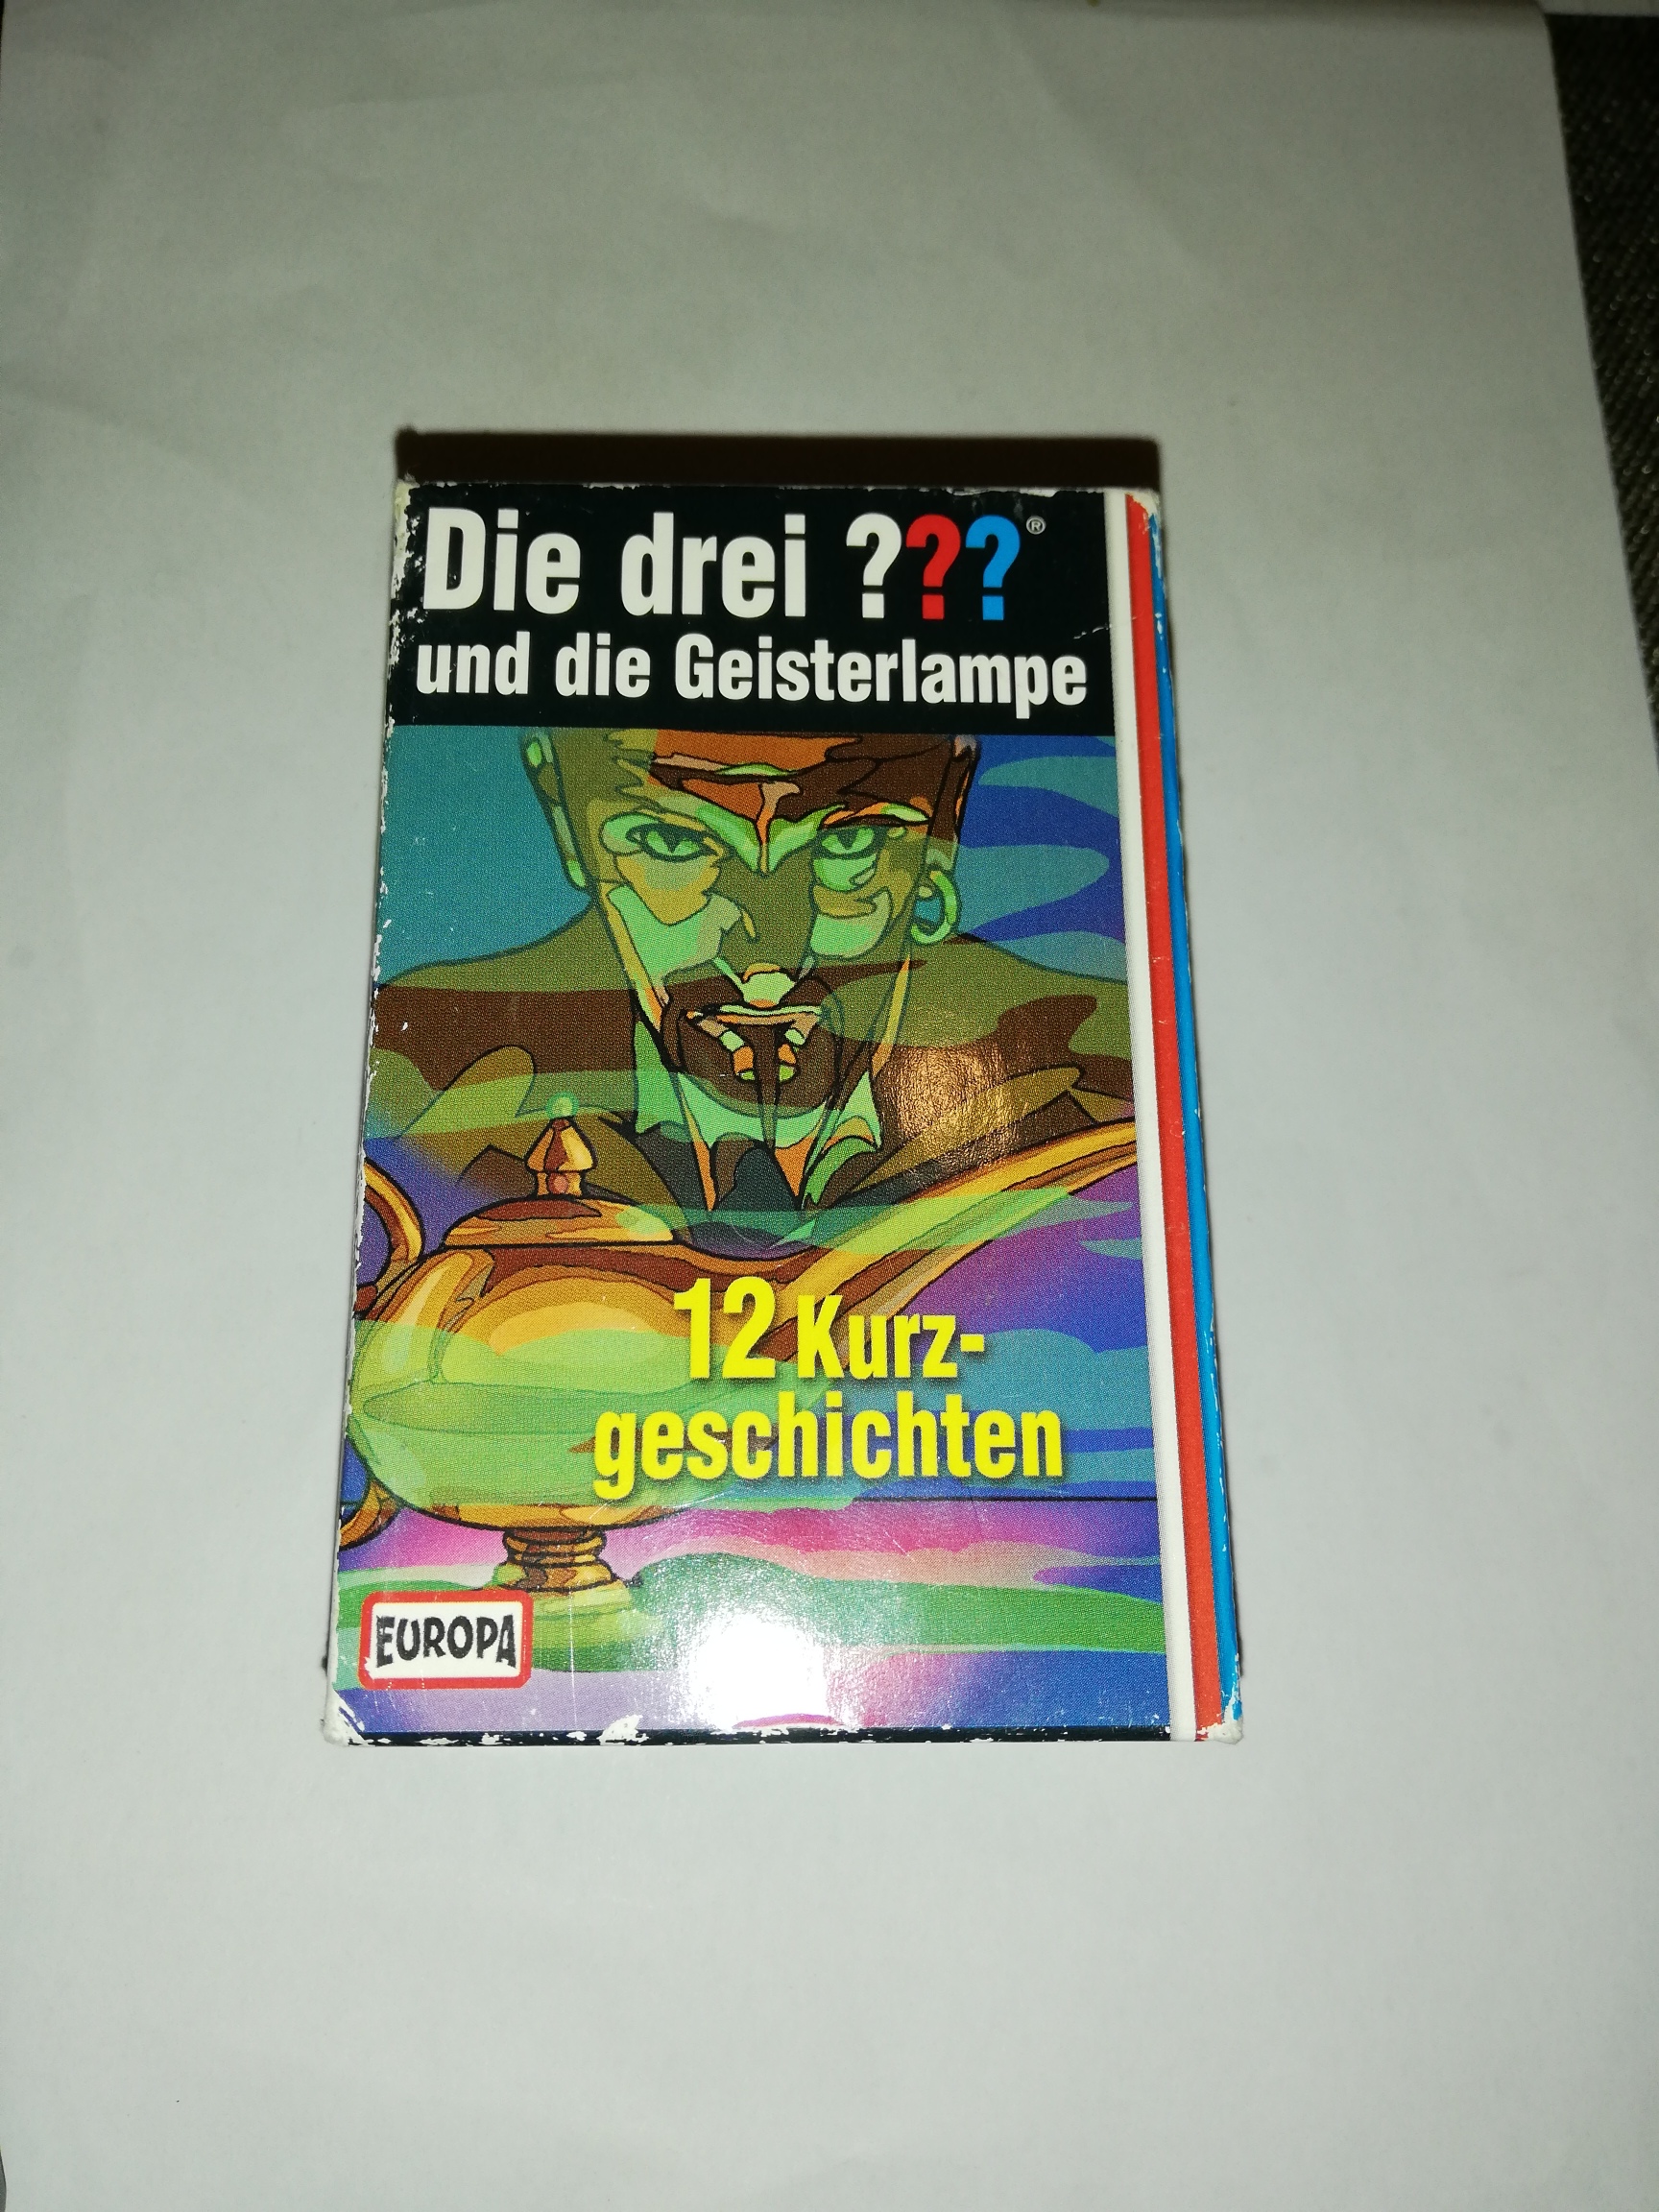 Die drei ???®
und die Geisterlampe
12 Kurz-
geschichten
EUROPA